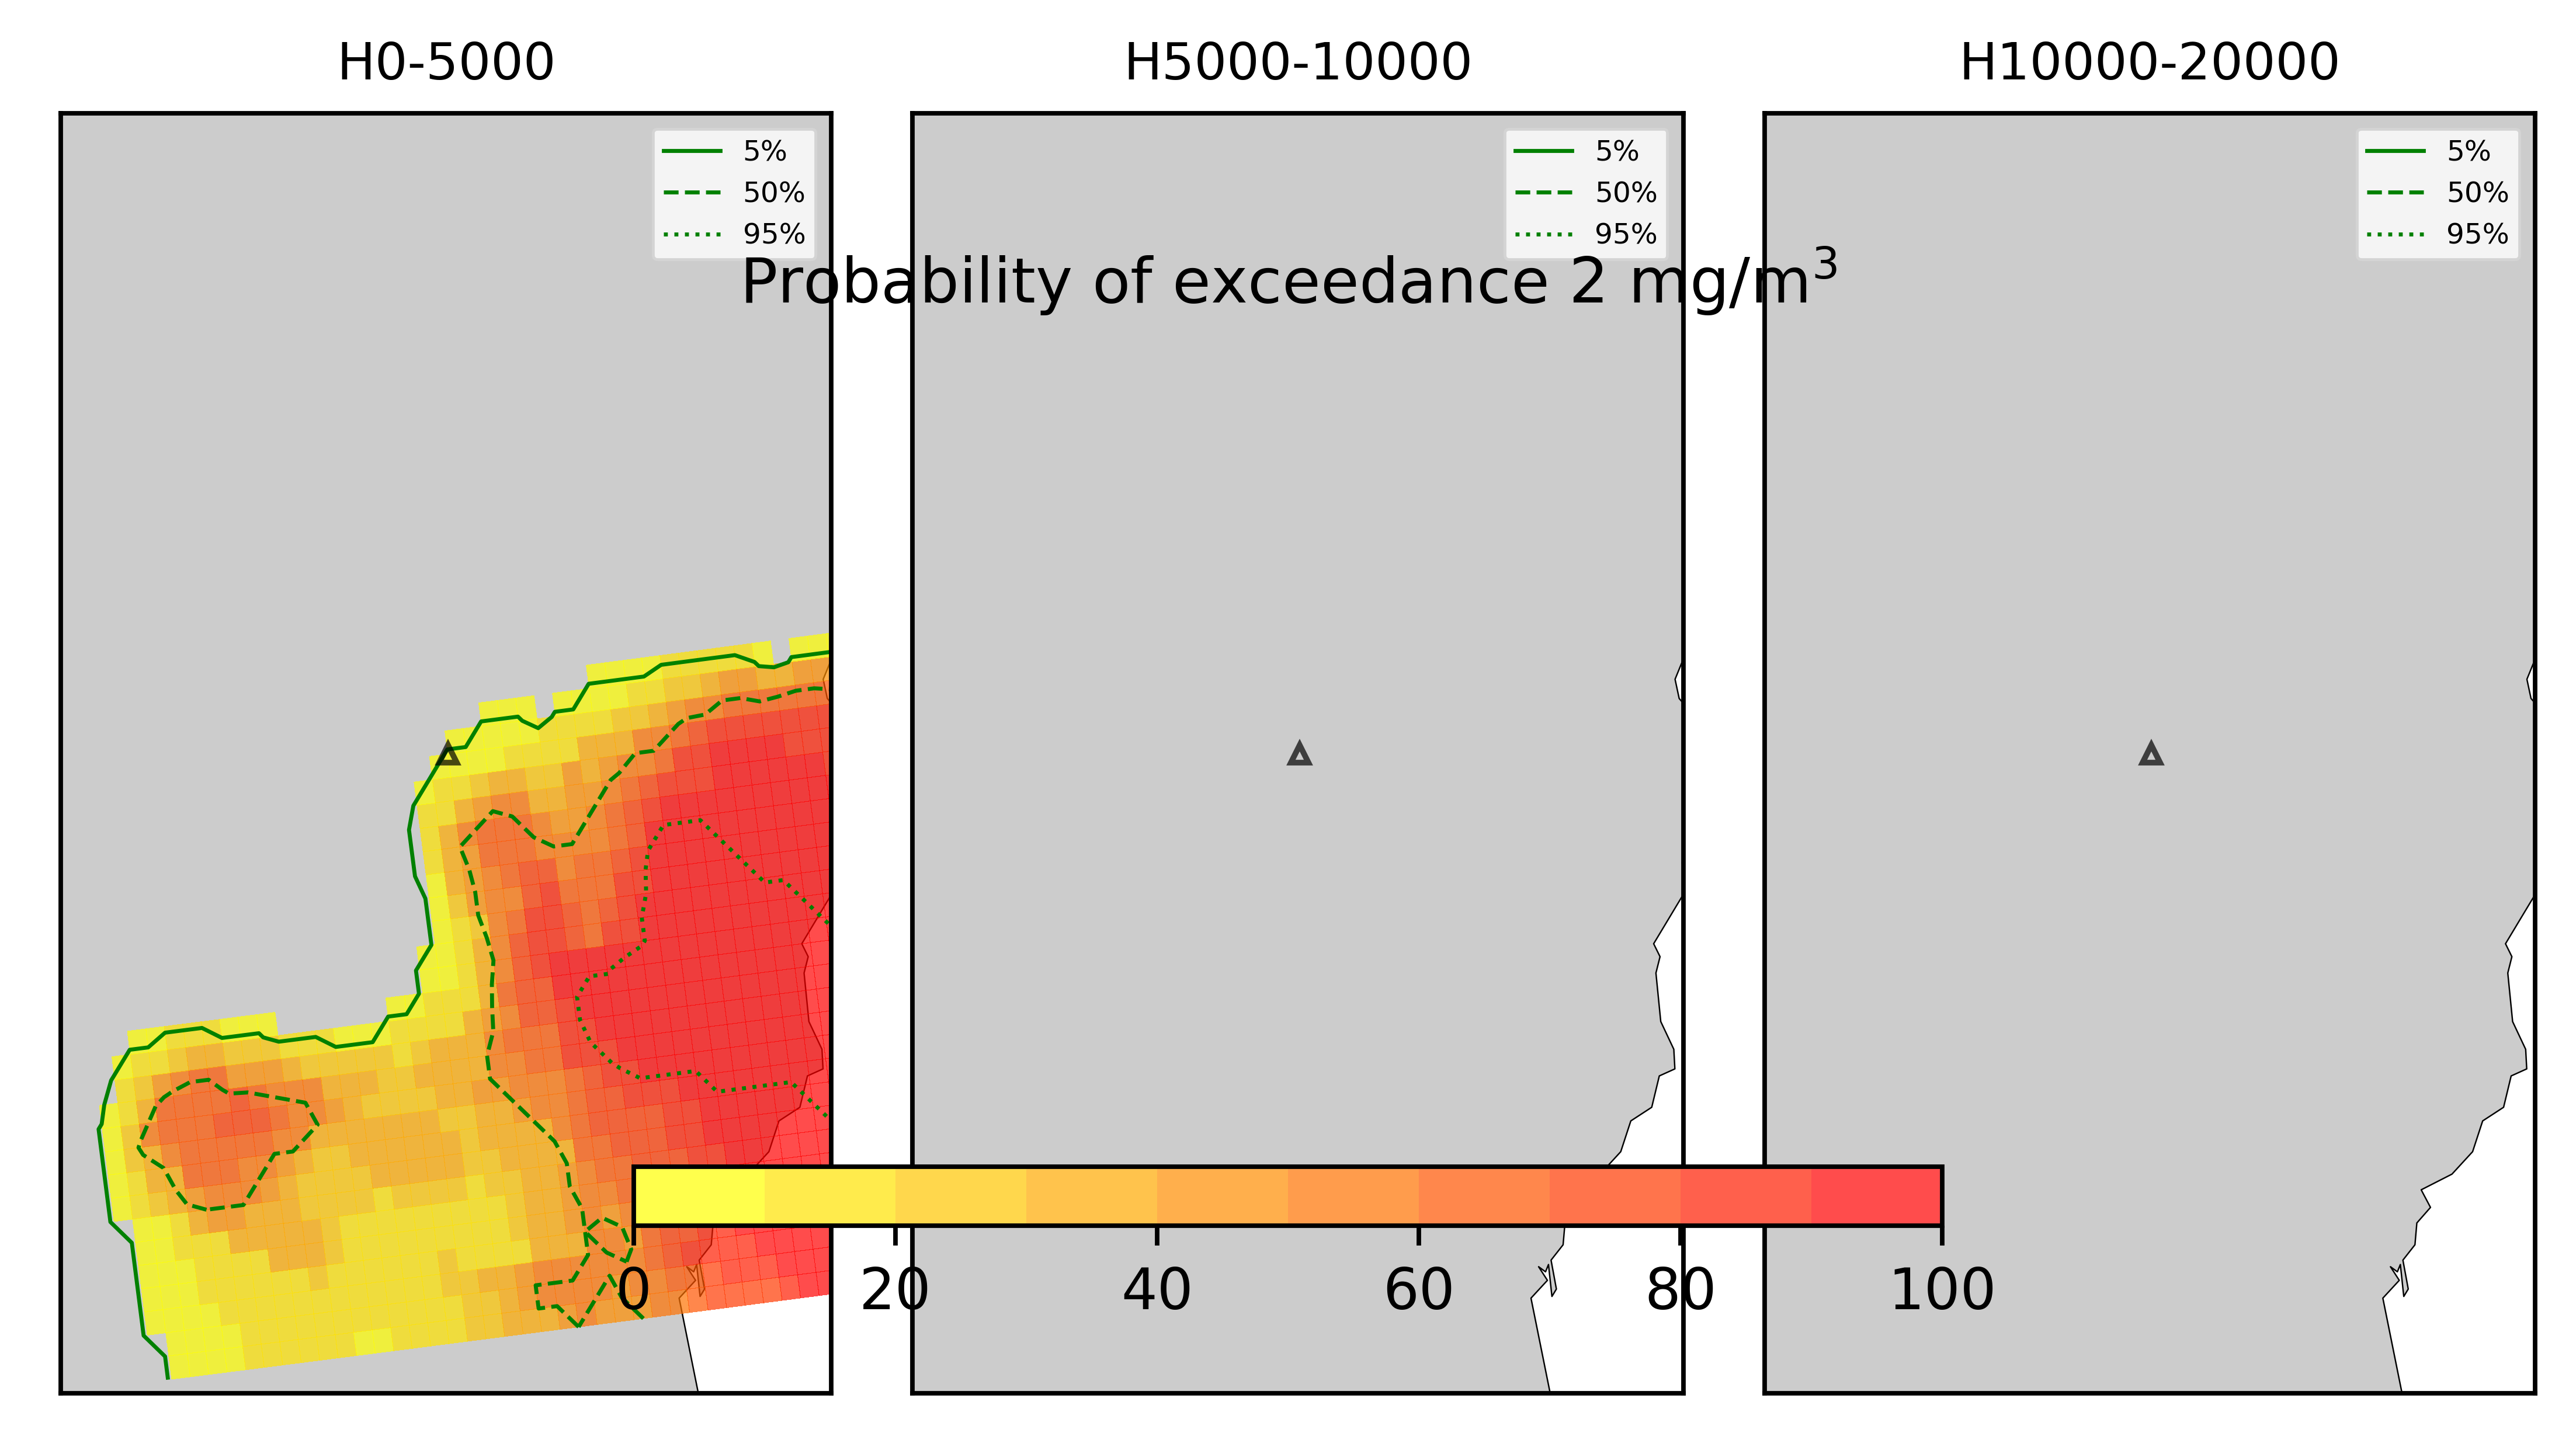 H0-5000 H5000-10000 H10000-20000
5% 5% 5%
50% 50% 50%
95% 95% 95%
Probability of exceedance 2 mg/m³
0 20 40 60 80 100